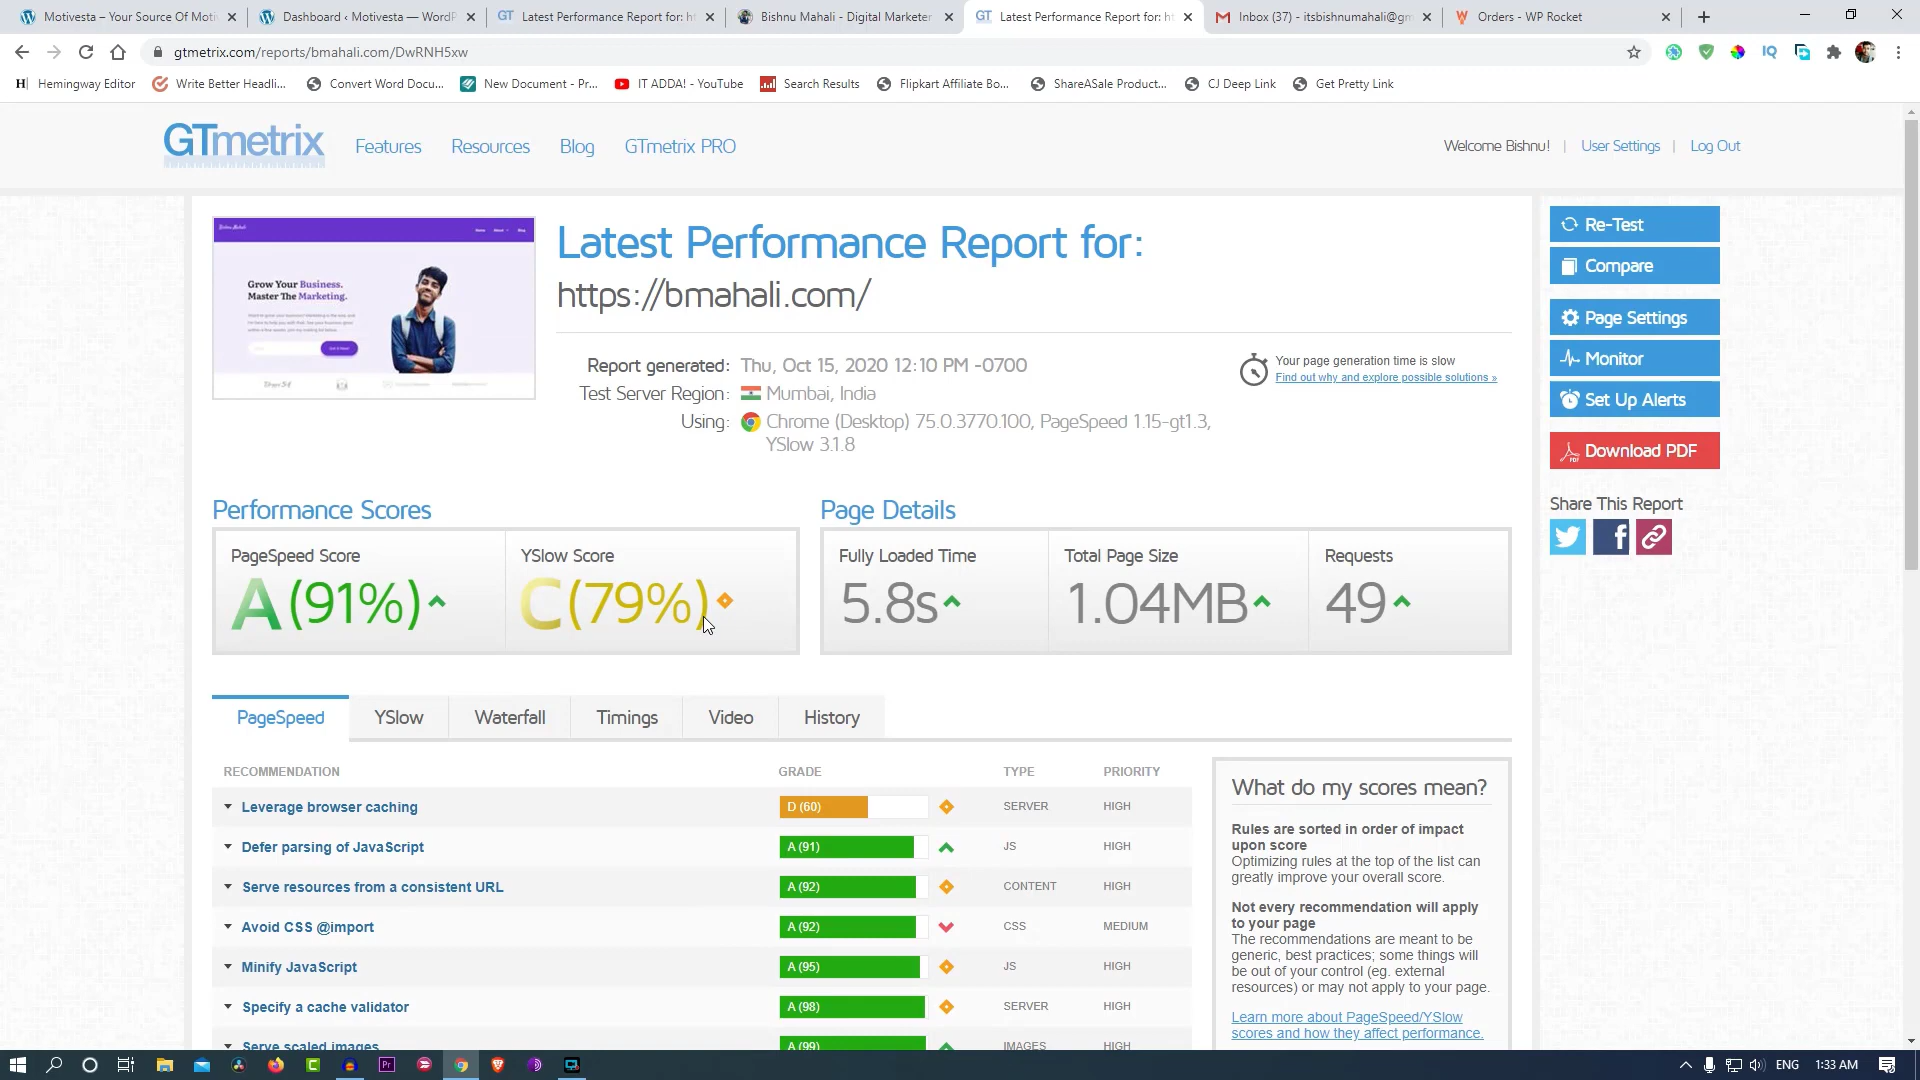 Motivesta – Your Source Of Moti
Dashboard ‹ Motivesta — WordP
Latest Performance Report for: ht
Bishnu Mahali - Digital Marketer
Latest Performance Report for: ht
Inbox (37) - itsbishnumahali@gm
Orders - WP Rocket
gtmetrix.com/reports/bmahali.com/DwRNH5xw
Hemingway Editor
Write Better Headli...
Convert Word Docu...
New Document - Pr...
IT ADDA! - YouTube
Search Results
Flipkart Affiliate Bo...
ShareASale Product...
CJ Deep Link
Get Pretty Link
GTmetrix
Features
Resources
Blog
GTmetrix PRO
Welcome Bishnu! | User Settings | Log Out
Bishnu Mahali
Home About Blog
Grow Your Business.
Master The Marketing.
Latest Performance Report for:
https://bmahali.com/
Report generated: Thu, Oct 15, 2020 12:10 PM -0700
Test Server Region: Mumbai, India
Using: Chrome (Desktop) 75.0.3770.100, PageSpeed 1.15-gt1.3,
YSlow 3.1.8
Your page generation time is slow
Find out why and explore possible solutions »
Re-Test
Compare
Page Settings
Monitor
Set Up Alerts
Download PDF
Share This Report
Performance Scores
PageSpeed Score
A(91%)
YSlow Score
C(79%)
Page Details
Fully Loaded Time
5.8s
Total Page Size
1.04MB
Requests
49
PageSpeed
YSlow
Waterfall
Timings
Video
History
RECOMMENDATION GRADE TYPE PRIORITY
Leverage browser caching D (60) SERVER HIGH
Defer parsing of JavaScript A (91) JS HIGH
Serve resources from a consistent URL A (92) CONTENT HIGH
Avoid CSS @import A (92) CSS MEDIUM
Minify JavaScript A (95) JS HIGH
Specify a cache validator A (98) SERVER HIGH
Serve scaled images A (99) IMAGES HIGH
What do my scores mean?
Rules are sorted in order of impact
upon score
Optimizing rules at the top of the list can
greatly improve your overall score.
Not every recommendation will apply
to your page
The recommendations are meant to be
generic, best practices; some things will
be out of your control (eg. external
resources) or may not apply to your page.
Learn more about PageSpeed/YSlow
scores and how they affect performance.
ENG
1:33 AM